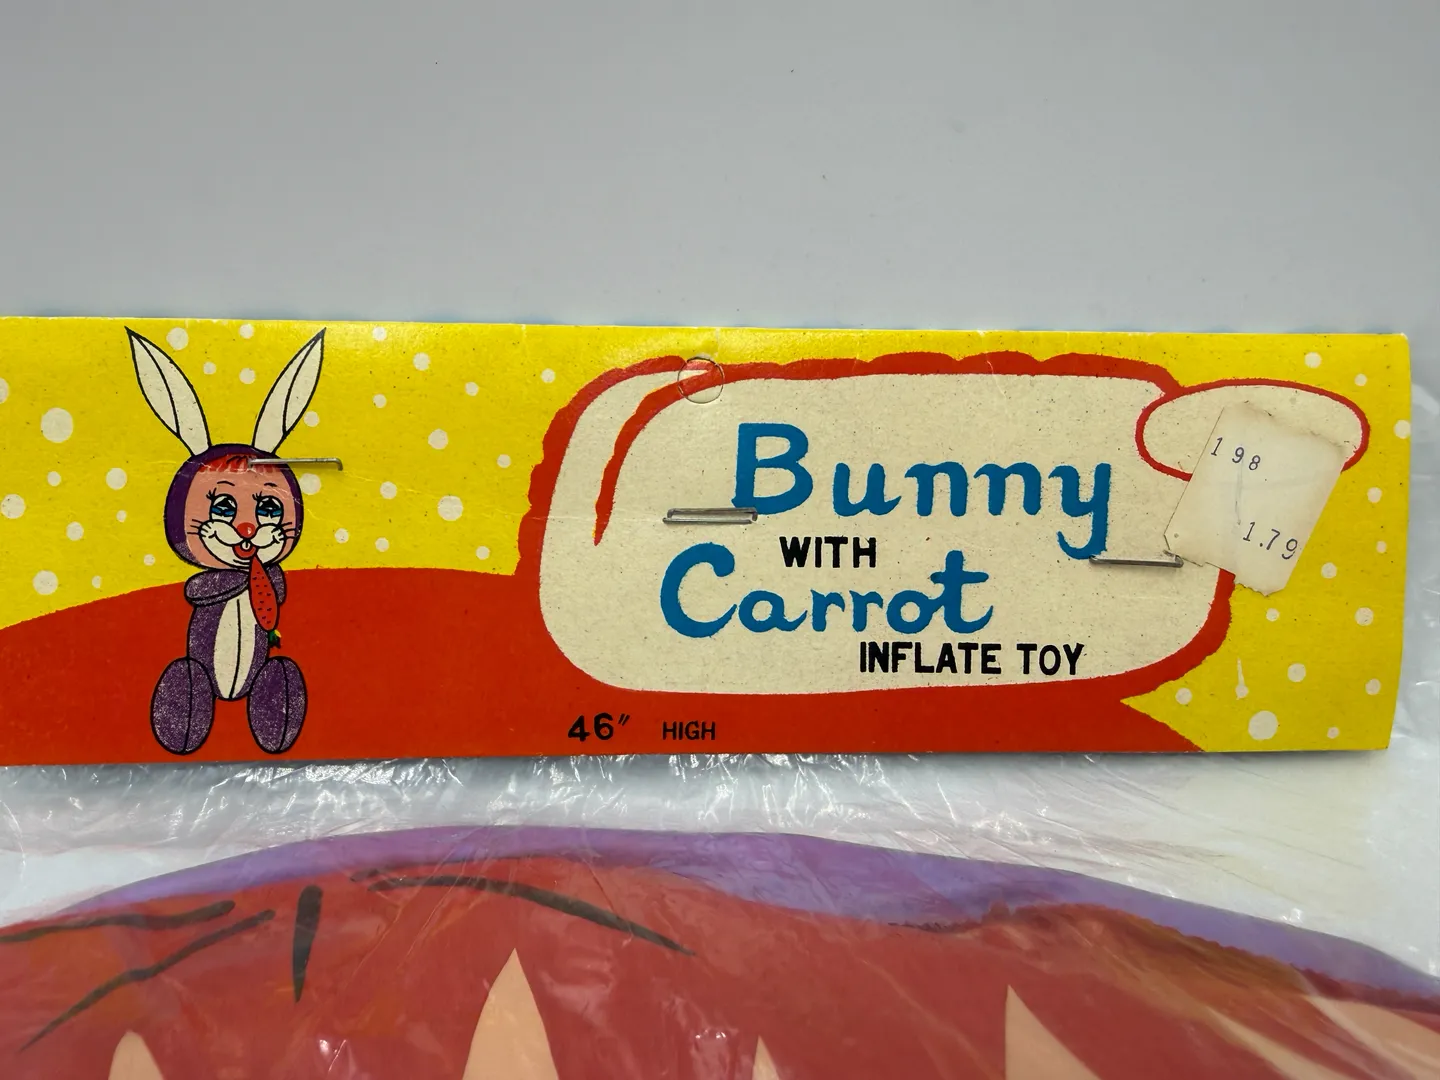 Bunny
WITH
Carrot
INFLATE TOY
46" HIGH
198
1.79